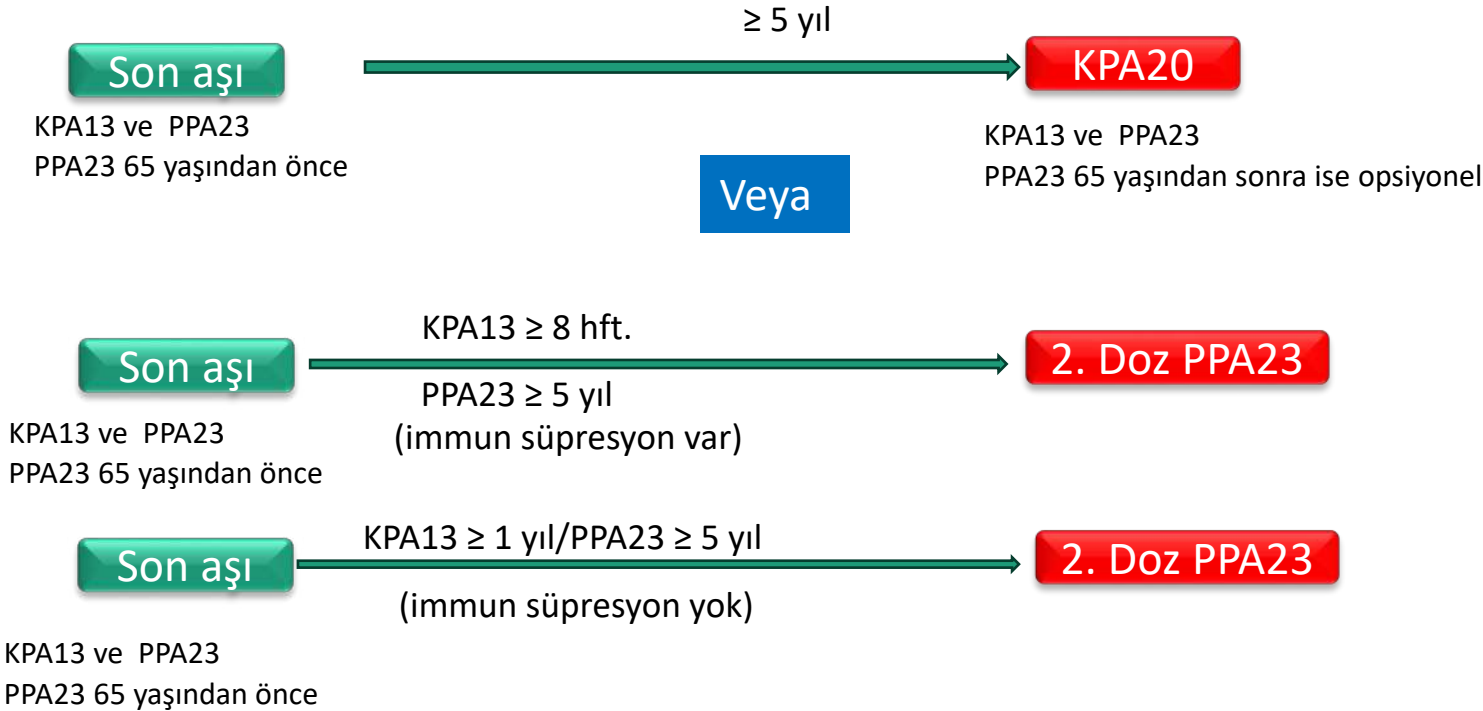 ≥ 5 yıl
Son aşı
KPA20
KPA13 ve PPA23
PPA23 65 yaşından önce
KPA13 ve PPA23
PPA23 65 yaşından sonra ise opsiyonel
Veya
KPA13 ≥ 8 hft.
Son aşı
2. Doz PPA23
PPA23 ≥ 5 yıl
(immun süpresyon var)
KPA13 ve PPA23
PPA23 65 yaşından önce
KPA13 ≥ 1 yıl/PPA23 ≥ 5 yıl
Son aşı
2. Doz PPA23
(immun süpresyon yok)
KPA13 ve PPA23
PPA23 65 yaşından önce